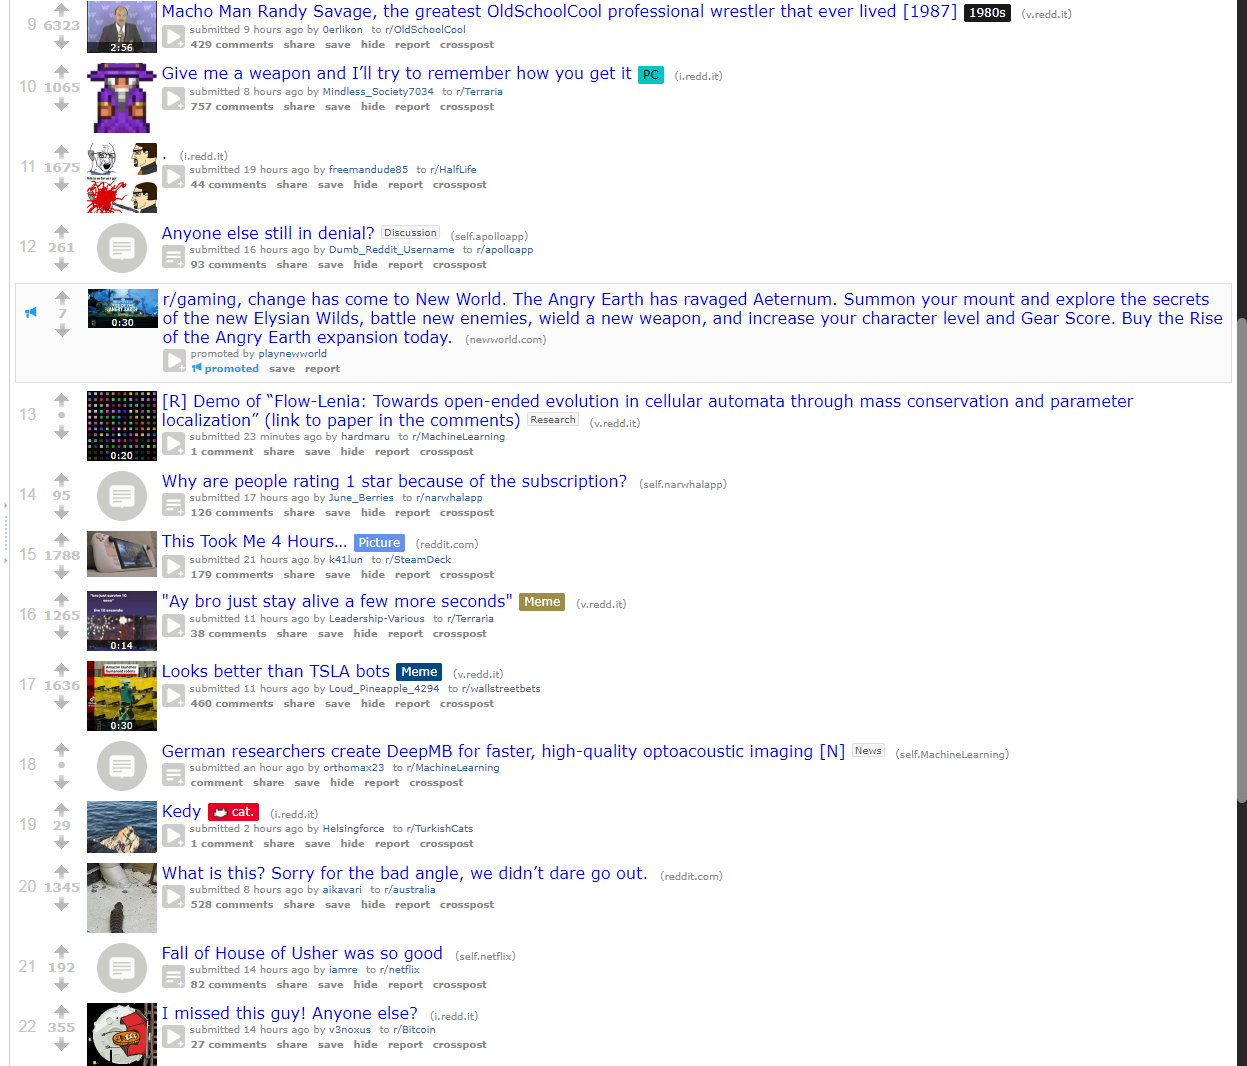 9
6323
2:56
Macho Man Randy Savage, the greatest OldSchoolCool professional wrestler that ever lived [1987] 1980s (v.redd.it)
submitted 9 hours ago by 0erlikon to r/OldSchoolCool
429 comments share save hide report crosspost
10
1065
Give me a weapon and I’ll try to remember how you get it PC (i.redd.it)
submitted 8 hours ago by Mindless_Society7034 to r/Terraria
757 comments share save hide report crosspost
11
1675
. (i.redd.it)
submitted 19 hours ago by freemandude85 to r/HalfLife
44 comments share save hide report crosspost
12
261
Anyone else still in denial? Discussion (self.apolloapp)
submitted 16 hours ago by Dumb_Reddit_Username to r/apolloapp
93 comments share save hide report crosspost
7
0:30
r/gaming, change has come to New World. The Angry Earth has ravaged Aeternum. Summon your mount and explore the secrets
of the new Elysian Wilds, battle new enemies, wield a new weapon, and increase your character level and Gear Score. Buy the Rise
of the Angry Earth expansion today. (newworld.com)
promoted by playnewworld
promoted save report
13
•
0:20
[R] Demo of “Flow-Lenia: Towards open-ended evolution in cellular automata through mass conservation and parameter
localization” (link to paper in the comments) Research (v.redd.it)
submitted 23 minutes ago by hardmaru to r/MachineLearning
1 comment share save hide report crosspost
14
95
Why are people rating 1 star because of the subscription? (self.narwhalapp)
submitted 17 hours ago by June_Berries to r/narwhalapp
126 comments share save hide report crosspost
15
1788
This Took Me 4 Hours... Picture (reddit.com)
submitted 21 hours ago by k41lun to r/SteamDeck
179 comments share save hide report crosspost
16
1265
0:14
"Ay bro just stay alive a few more seconds" Meme (v.redd.it)
submitted 11 hours ago by Leadership-Various to r/Terraria
38 comments share save hide report crosspost
17
1636
0:30
Looks better than TSLA bots Meme (v.redd.it)
submitted 11 hours ago by Loud_Pineapple_4294 to r/wallstreetbets
460 comments share save hide report crosspost
18
•
German researchers create DeepMB for faster, high-quality optoacoustic imaging [N] News (self.MachineLearning)
submitted an hour ago by orthomax23 to r/MachineLearning
comment share save hide report crosspost
19
29
Kedy cat. (i.redd.it)
submitted 2 hours ago by Helsingforce to r/TurkishCats
1 comment share save hide report crosspost
20
1345
What is this? Sorry for the bad angle, we didn’t dare go out. (reddit.com)
submitted 8 hours ago by aikavari to r/australia
528 comments share save hide report crosspost
21
192
Fall of House of Usher was so good (self.netflix)
submitted 14 hours ago by iamre to r/netflix
82 comments share save hide report crosspost
22
355
I missed this guy! Anyone else? (i.redd.it)
submitted 14 hours ago by v3noxus to r/Bitcoin
27 comments share save hide report crosspost